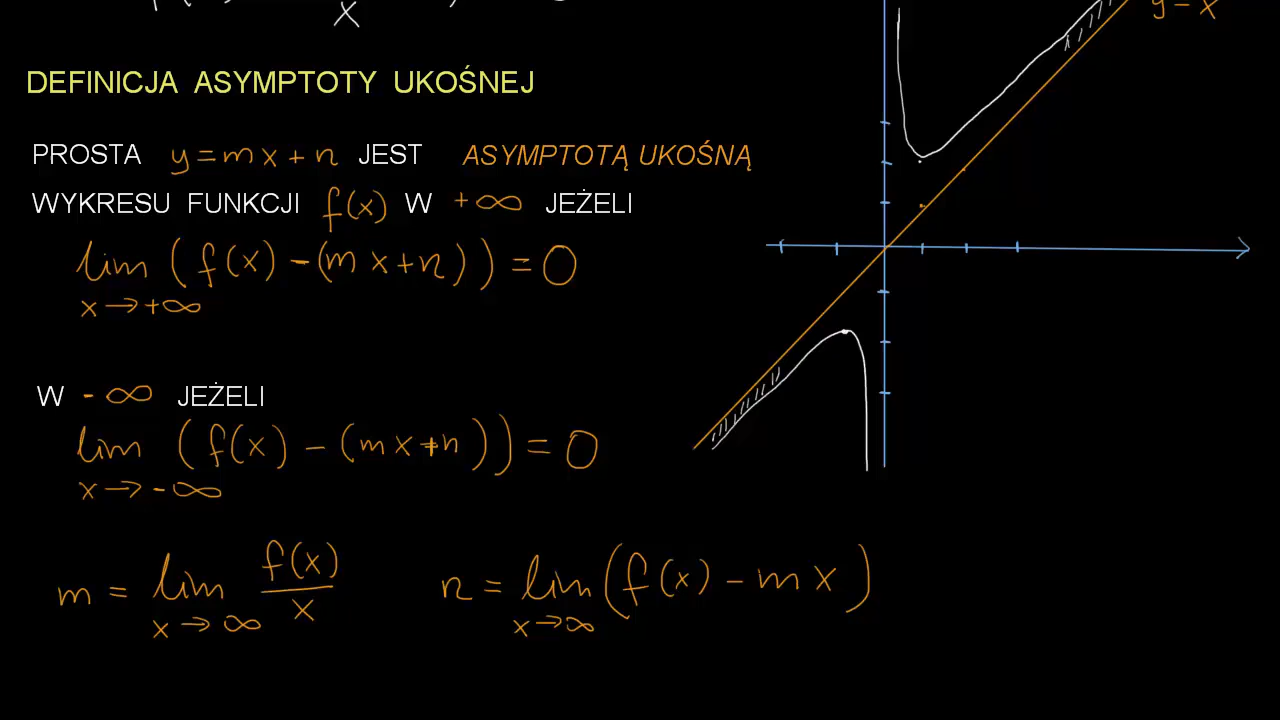 x
y = x
DEFINICJA ASYMPTOTY UKOŚNEJ
PROSTA y = mx + n JEST ASYMPTOTĄ UKOŚNĄ
WYKRESU FUNKCJI f(x) W +∞ JEŻELI
lim (f(x) - (mx+n)) = 0
x → +∞
W -∞ JEŻELI
lim (f(x) - (mx+n)) = 0
x → -∞
m = lim f(x)/x n = lim (f(x) - mx)
x → ∞ x → ∞